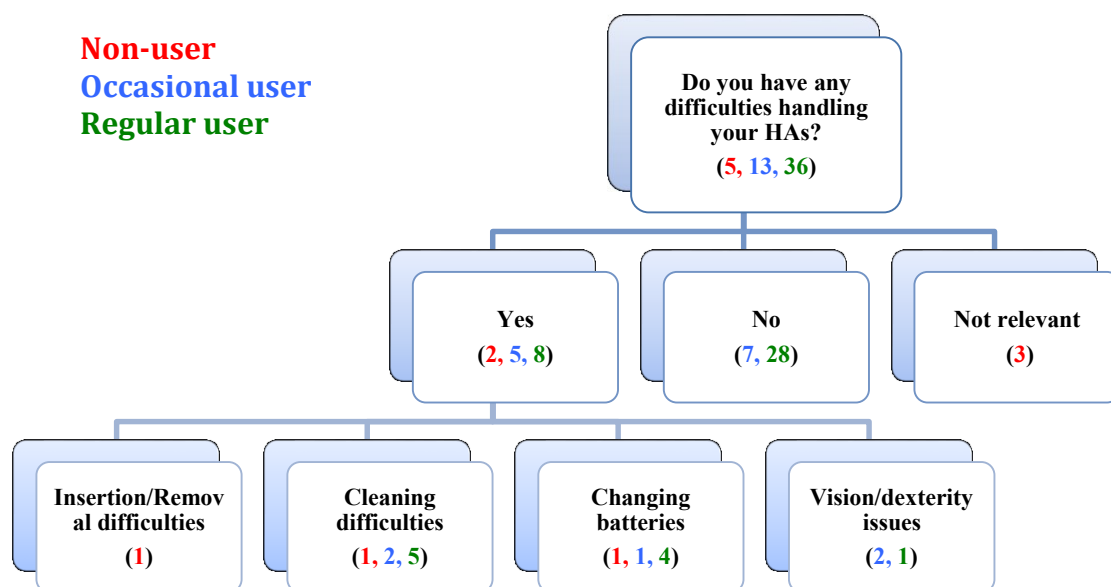 Non-user
Occasional user
Regular user
Do you have any
difficulties handling
your HAs?
(5, 13, 36)
Yes
(2, 5, 8)
No
(7, 28)
Not relevant
(3)
Insertion/Remov
al difficulties
(1)
Cleaning
difficulties
(1, 2, 5)
Changing
batteries
(1, 1, 4)
Vision/dexterity
issues
(2, 1)